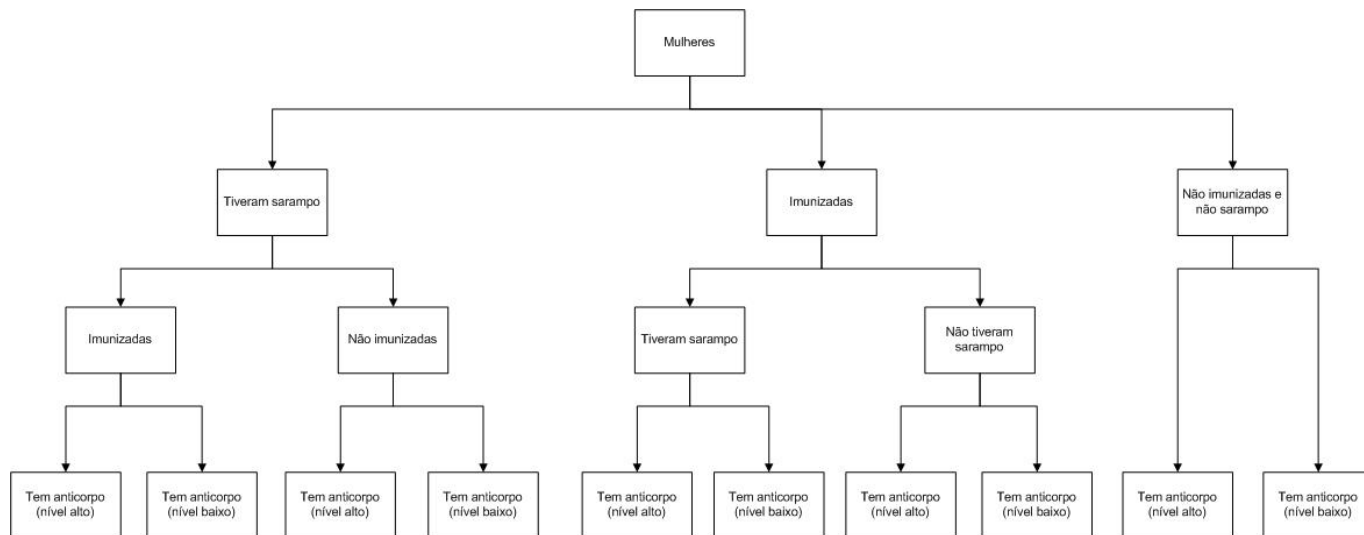 Mulheres
Tiveram sarampo
Imunizadas
Não imunizadas e
não sarampo
Imunizadas
Não imunizadas
Tiveram sarampo
Não tiveram
sarampo
Tem anticorpo
(nível alto)
Tem anticorpo
(nível baixo)
Tem anticorpo
(nível alto)
Tem anticorpo
(nível baixo)
Tem anticorpo
(nível alto)
Tem anticorpo
(nível baixo)
Tem anticorpo
(nível alto)
Tem anticorpo
(nível baixo)
Tem anticorpo
(nível alto)
Tem anticorpo
(nível baixo)